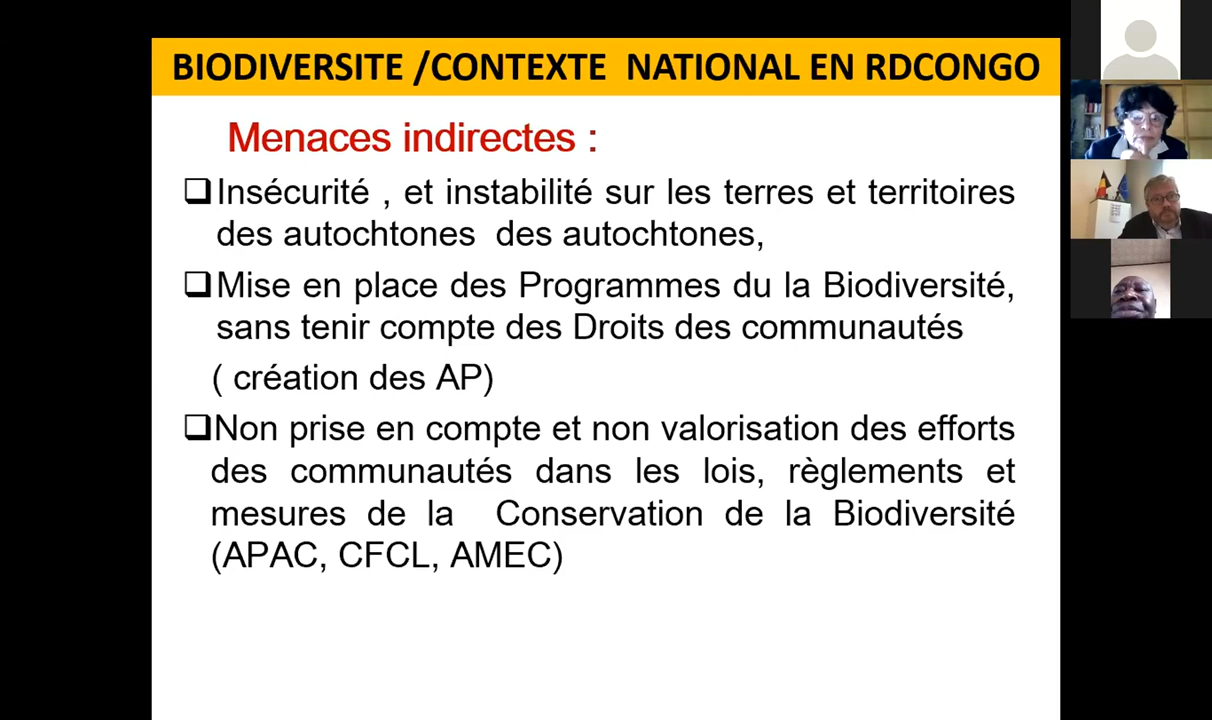 BIODIVERSITE /CONTEXTE NATIONAL EN RDCONGO
Menaces indirectes :
❑Insécurité , et instabilité sur les terres et territoires
des autochtones des autochtones,
❑Mise en place des Programmes du la Biodiversité,
sans tenir compte des Droits des communautés
( création des AP)
❑Non prise en compte et non valorisation des efforts
des communautés dans les lois, règlements et
mesures de la Conservation de la Biodiversité
(APAC, CFCL, AMEC)